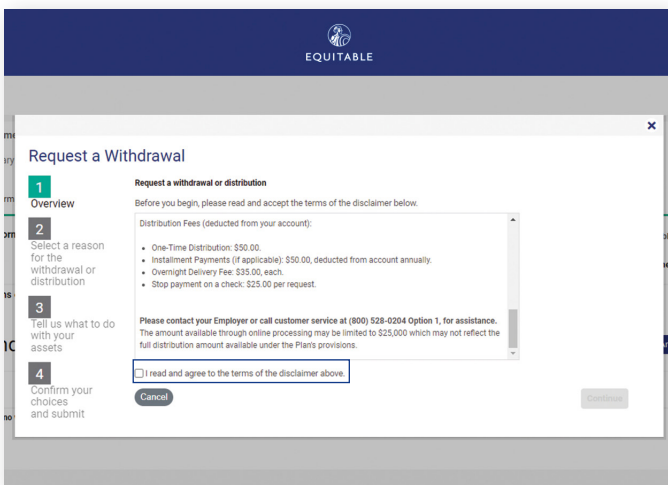 EQUITABLE
Request a Withdrawal
1
Overview
2
Select a reason
for the
withdrawal or
distribution
3
Tell us what to do
with your
assets
4
Confirm your
choices
and submit
Request a withdrawal or distribution
Before you begin, please read and accept the terms of the disclaimer below.
Distribution Fees (deducted from your account):
• One-Time Distribution: $50.00.
• Installment Payments (if applicable): $50.00, deducted from account annually.
• Overnight Delivery Fee: $35.00, each.
• Stop payment on a check: $25.00 per request.
Please contact your Employer or call customer service at (800) 528-0204 Option 1, for assistance.
The amount available through online processing may be limited to $25,000 which may not reflect the
full distribution amount available under the Plan's provisions.
I read and agree to the terms of the disclaimer above.
Cancel
Continue